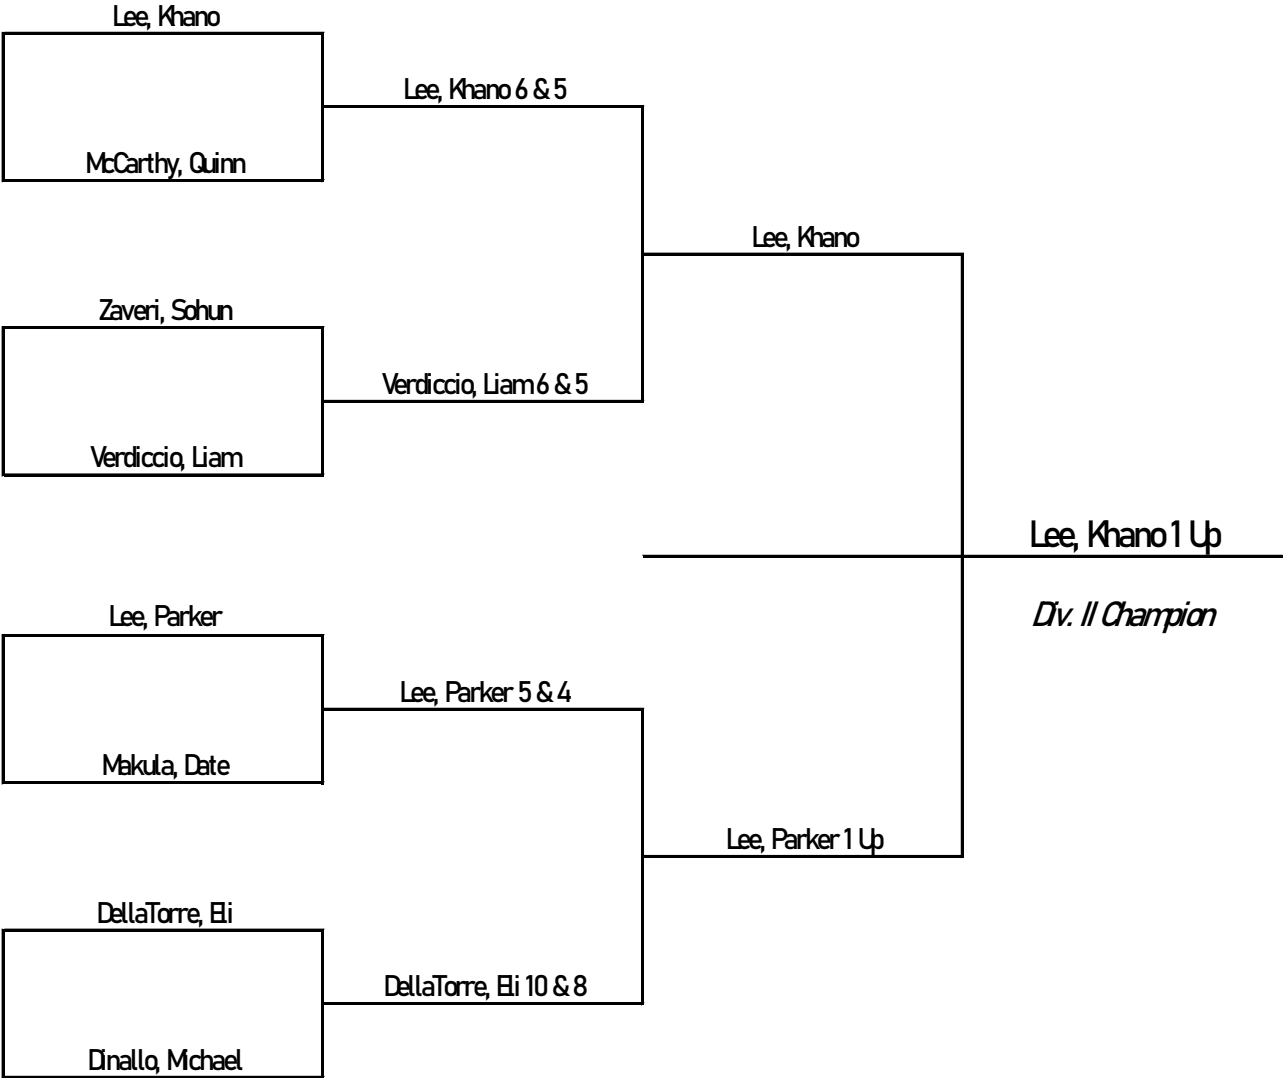 Lee, Khano
Lee, Khano 6 & 5
McCarthy, Quinn
Lee, Khano
Zaveri, Sohun
Verdiccio, Liam 6 & 5
Verdiccio, Liam
Lee, Khano 1 Up
Div. II Champion
Lee, Parker
Lee, Parker 5 & 4
Makula, Date
Lee, Parker 1 Up
DellaTorre, Eli
DellaTorre, Eli 10 & 8
Dinallo, Michael